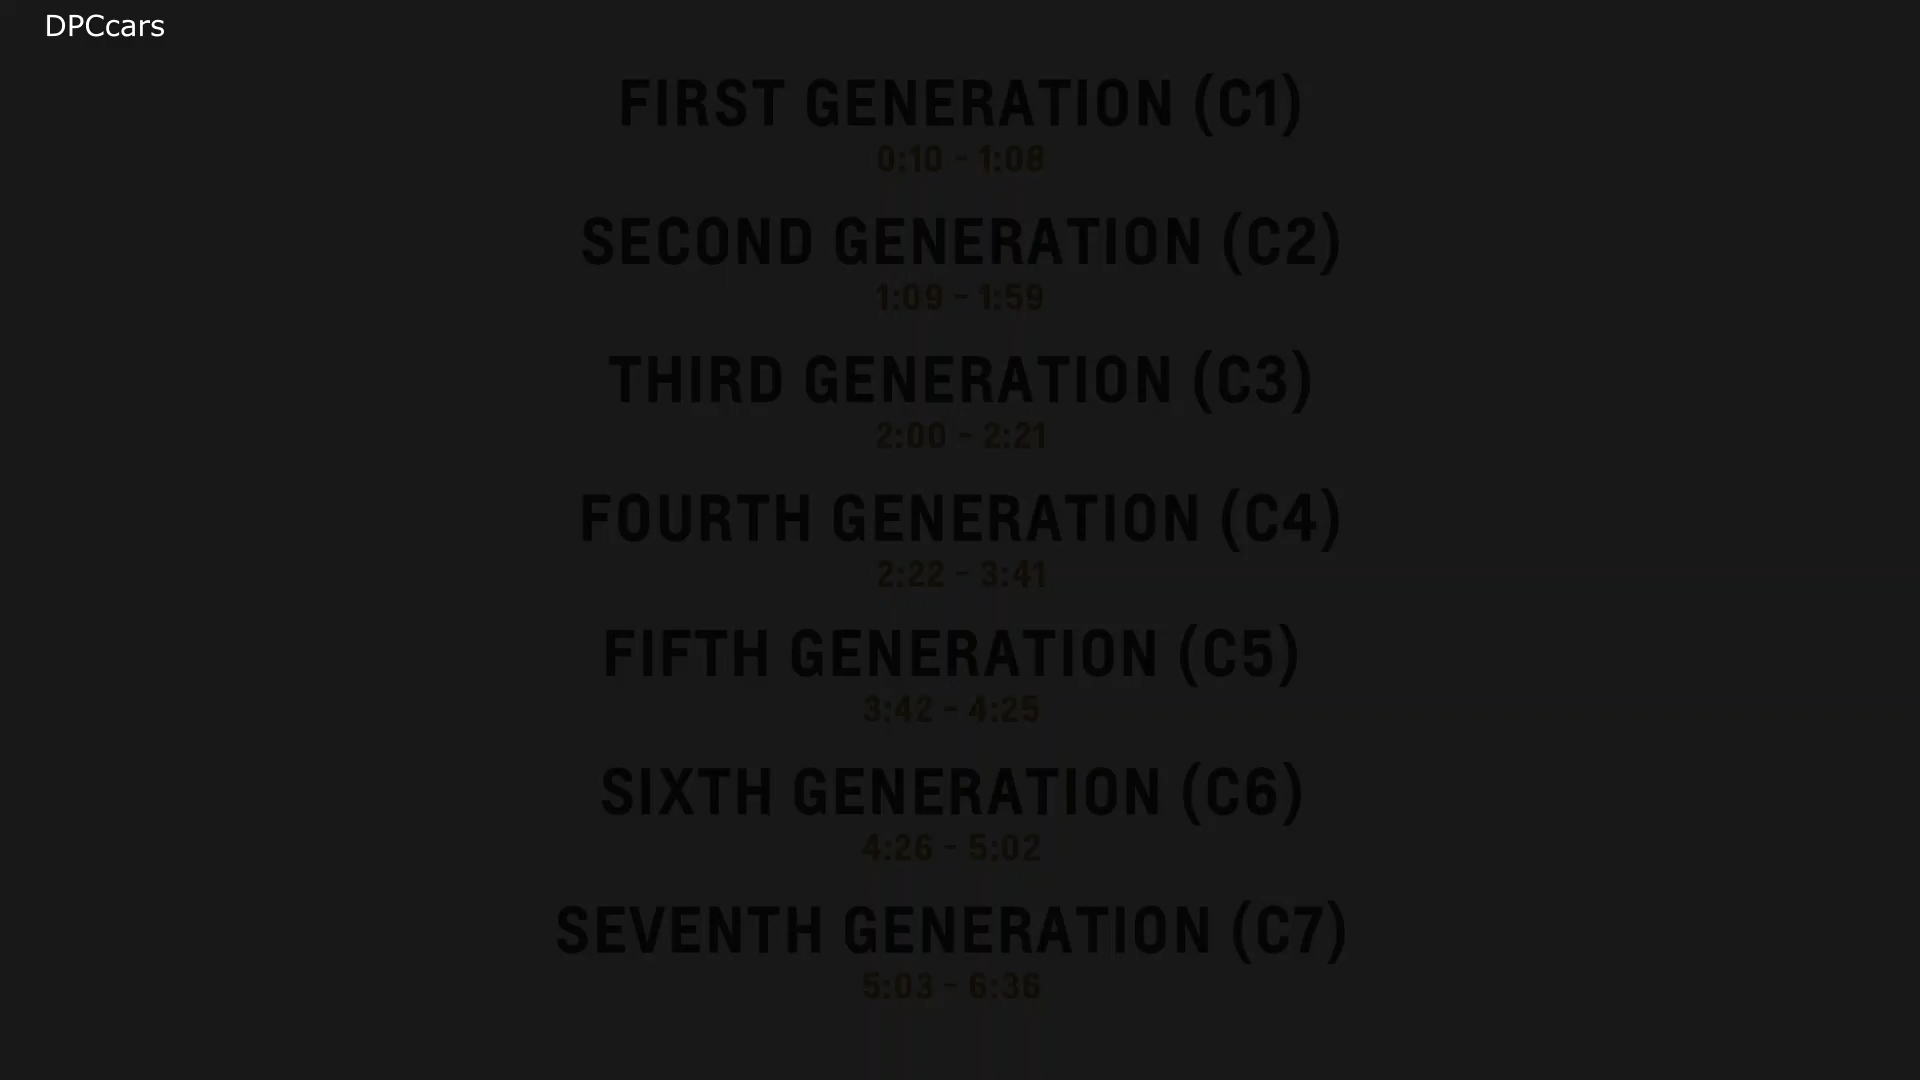 DPCcars
FIRST GENERATION (C1)
0:10 - 1:08
SECOND GENERATION (C2)
1:09 - 1:59
THIRD GENERATION (C3)
2:00 - 2:21
FOURTH GENERATION (C4)
2:22 - 3:41
FIFTH GENERATION (C5)
3:42 - 4:25
SIXTH GENERATION (C6)
4:26 - 5:02
SEVENTH GENERATION (C7)
5:03 - 6:36